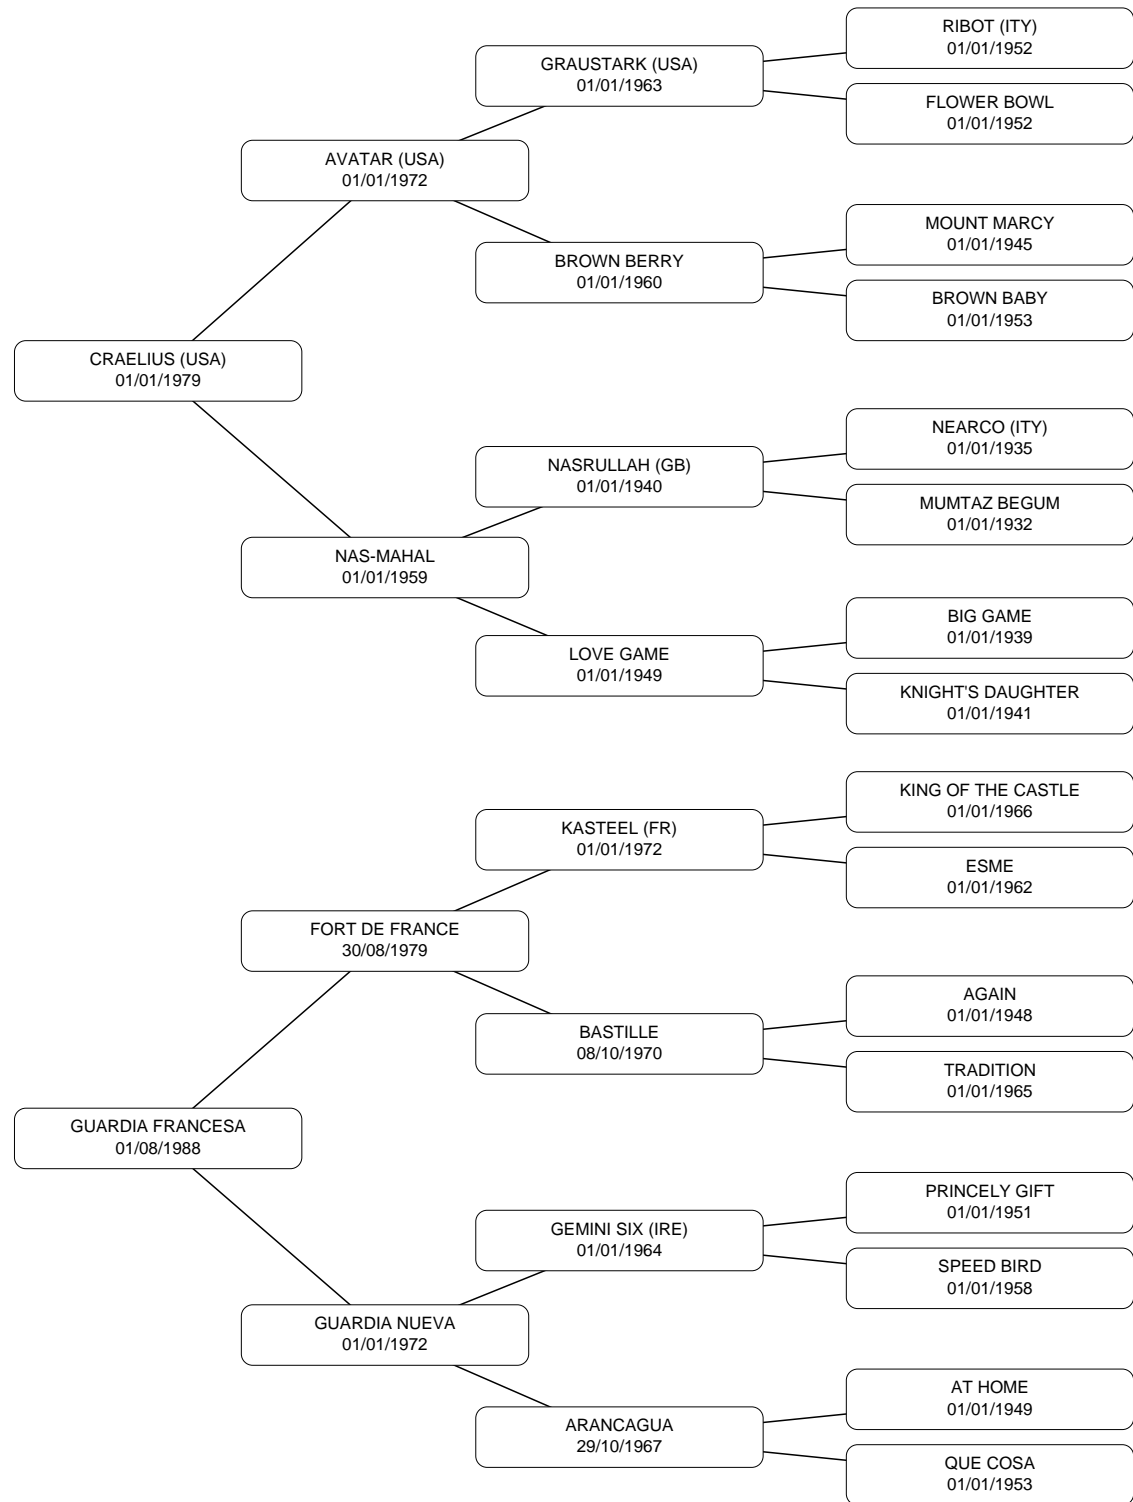 RIBOT (ITY)
01/01/1952
GRAUSTARK (USA)
01/01/1963
FLOWER BOWL
01/01/1952
AVATAR (USA)
01/01/1972
MOUNT MARCY
01/01/1945
BROWN BERRY
01/01/1960
BROWN BABY
01/01/1953
CRAELIUS (USA)
01/01/1979
NEARCO (ITY)
01/01/1935
NASRULLAH (GB)
01/01/1940
MUMTAZ BEGUM
01/01/1932
NAS-MAHAL
01/01/1959
BIG GAME
01/01/1939
LOVE GAME
01/01/1949
KNIGHT'S DAUGHTER
01/01/1941
KING OF THE CASTLE
01/01/1966
KASTEEL (FR)
01/01/1972
ESME
01/01/1962
FORT DE FRANCE
30/08/1979
AGAIN
01/01/1948
BASTILLE
08/10/1970
TRADITION
01/01/1965
GUARDIA FRANCESA
01/08/1988
PRINCELY GIFT
01/01/1951
GEMINI SIX (IRE)
01/01/1964
SPEED BIRD
01/01/1958
GUARDIA NUEVA
01/01/1972
AT HOME
01/01/1949
ARANCAGUA
29/10/1967
QUE COSA
01/01/1953